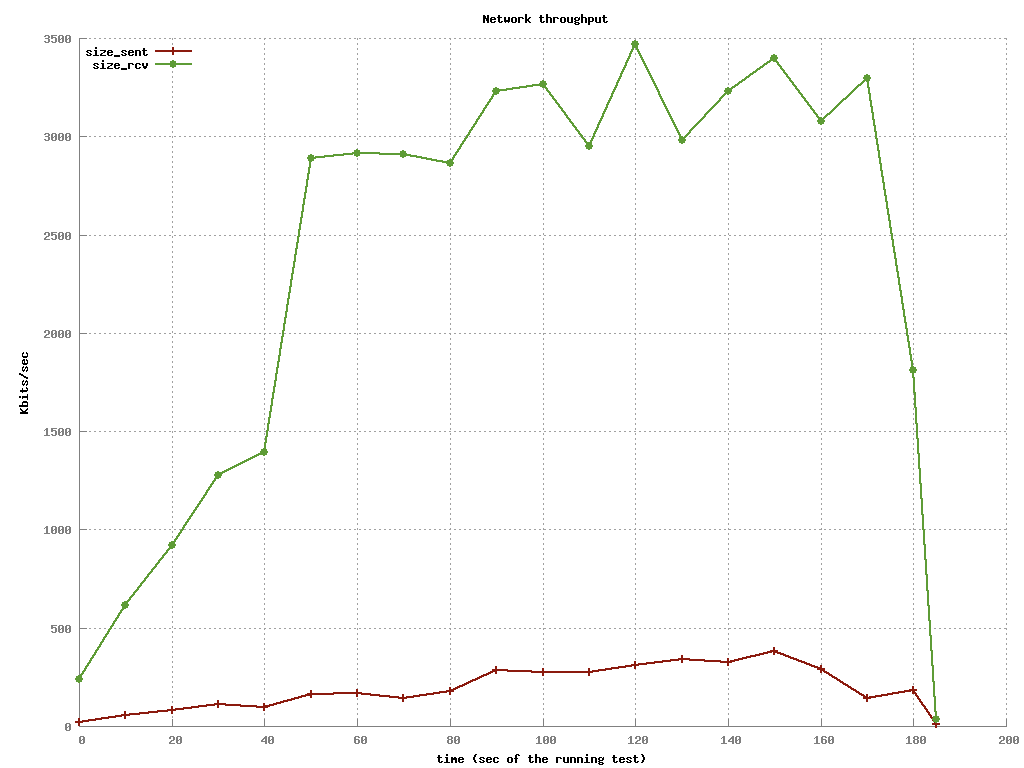 Network throughput
size_sent
size_rcv
3500
3000
2500
2000
1500
1000
500
0
Kbits/sec
0 20 40 60 80 100 120 140 160 180 200
time (sec of the running test)